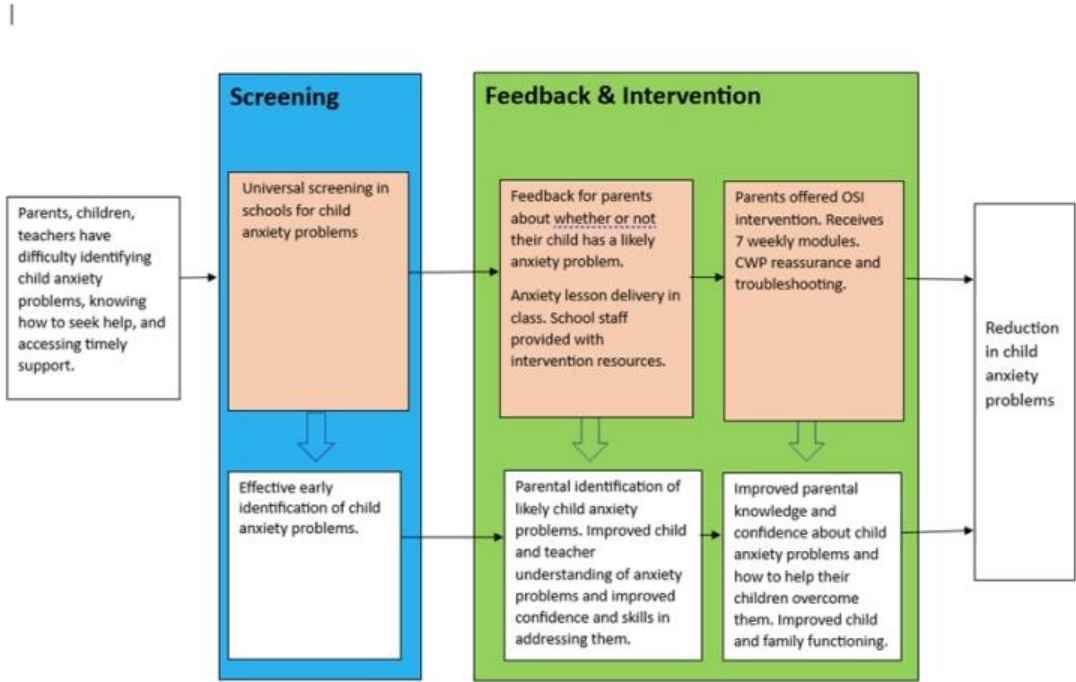 Screening
Feedback & Intervention
Parents, children,
teachers have
difficulty identifying
child anxiety
problems, knowing
how to seek help, and
accessing timely
support.
Universal screening in
schools for child
anxiety problems
Feedback for parents
about whether or not
their child has a likely
anxiety problem.
Anxiety lesson delivery in
class. School staff
provided with
intervention resources.
Parents offered OSI
intervention. Receives
7 weekly modules.
CWP reassurance and
troubleshooting.
Effective early
identification of child
anxiety problems.
Parental identification of
likely child anxiety
problems. Improved child
and teacher
understanding of anxiety
problems and improved
confidence and skills in
addressing them.
Improved parental
knowledge and
confidence about child
anxiety problems and
how to help their
children overcome
them. Improved child
and family functioning.
Reduction
in child
anxiety
problems